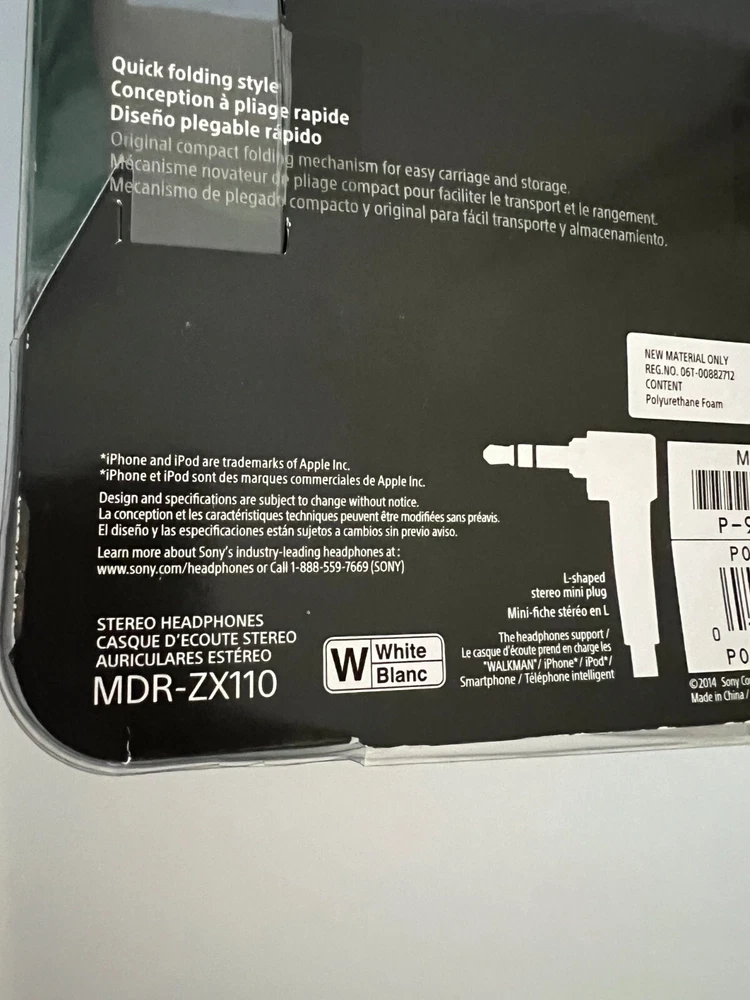 Quick folding style
Conception à pliage rapide
Diseño plegable rápido
Original compact folding mechanism for easy carriage and storage.
Mécanisme novateur de pliage compact pour faciliter le transport et le rangement.
Mecanismo de plegado compacto y original para fácil transporte y almacenamiento.
NEW MATERIAL ONLY
REG.NO. 06T-00882712
CONTENT
Polyurethane Foam
*iPhone and iPod are trademarks of Apple Inc.
*iPhone et iPod sont des marques commerciales de Apple Inc.
Design and specifications are subject to change without notice.
La conception et les caractéristiques techniques peuvent être modifiées sans préavis.
El diseño y las especificaciones están sujetos a cambios sin previo aviso.
Learn more about Sony's industry-leading headphones at :
www.sony.com/headphones or Call 1-888-559-7669 (SONY)
STEREO HEADPHONES
CASQUE D'ECOUTE STEREO
AURICULARES ESTÉREO
MDR-ZX110
W White
Blanc
L-shaped
stereo mini plug
Mini-fiche stéréo en L
The headphones support /
Le casque d'écoute prend en charge les
"WALKMAN"/ iPhone*/ iPod*/
Smartphone / Téléphone intelligent
M
P-9
PO
0
PO
©2014 Sony Co
Made in China /